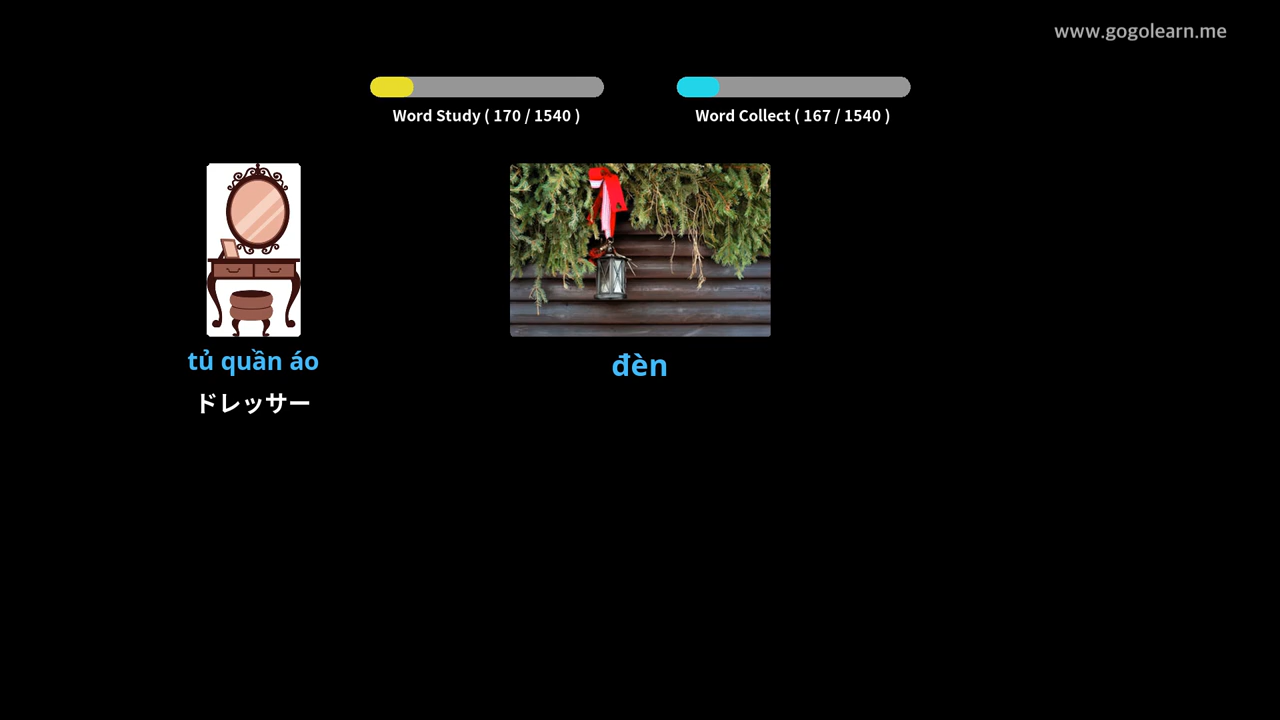 www.gogolearn.me
Word Study ( 170 / 1540 )
Word Collect ( 167 / 1540 )
tủ quần áo
ドレッサー
đèn